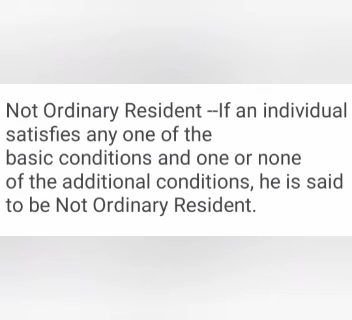 Not Ordinary Resident --If an individual
satisfies any one of the
basic conditions and one or none
of the additional conditions, he is said
to be Not Ordinary Resident.